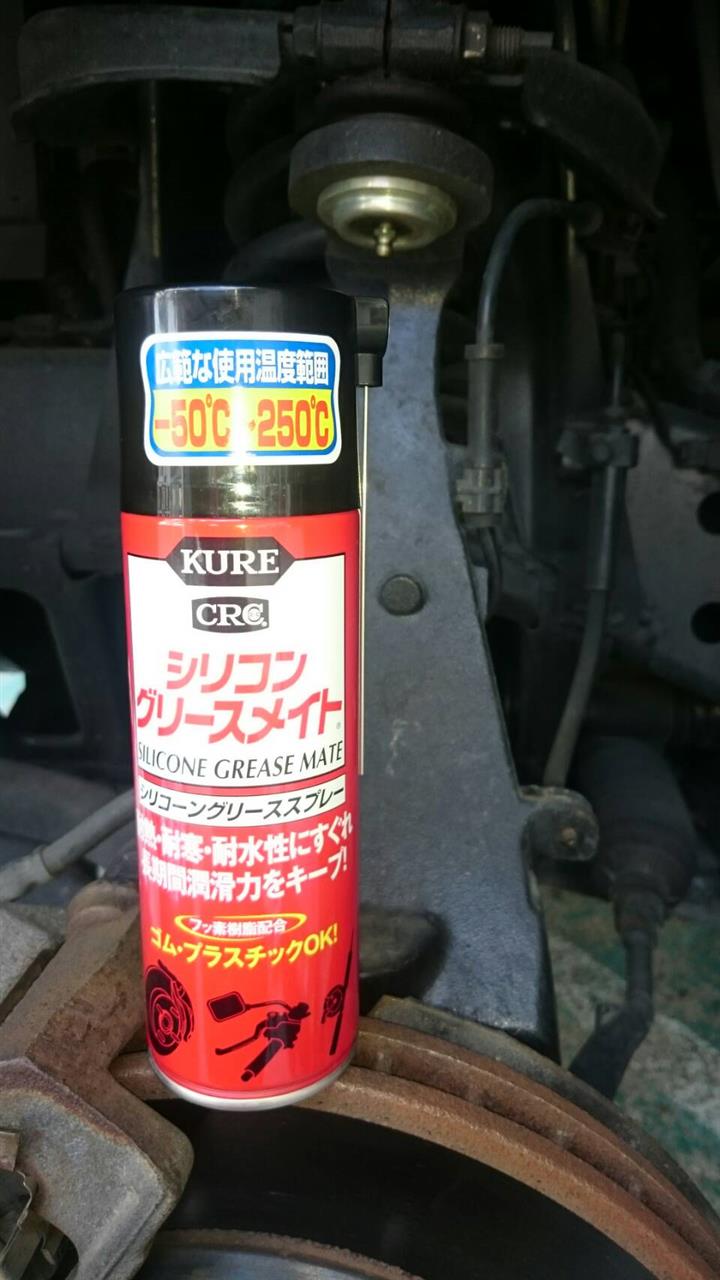 広範な使用温度範囲
-50℃~250℃
KURE
CRC®
シリコン
グリースメイト®
SILICONE GREASE MATE
シリコーングリーススプレー
耐熱・耐寒・耐水性にすぐれ
長期間潤滑力をキープ!
フッ素樹脂配合
ゴム・プラスチックOK!